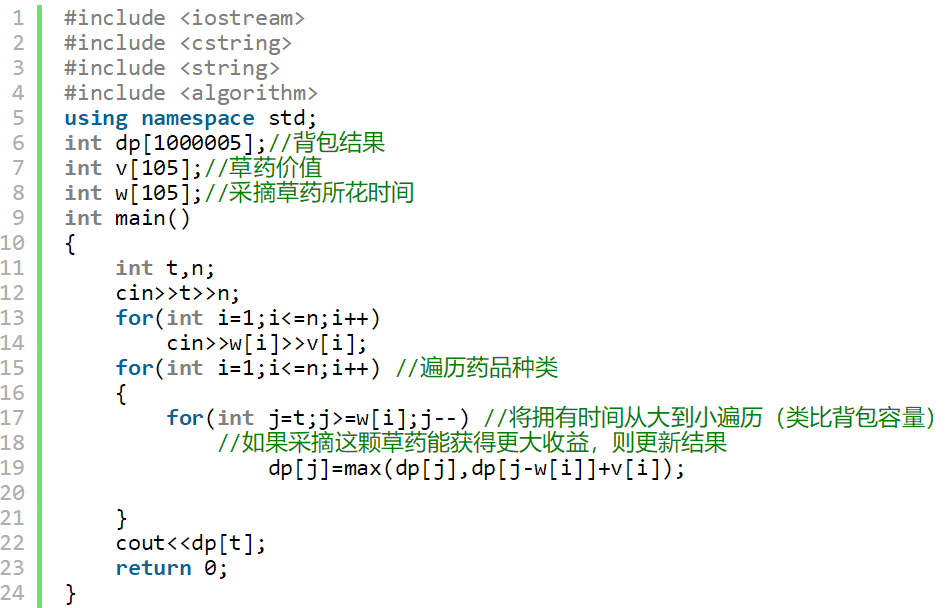 1 #include <iostream>
2 #include <cstring>
3 #include <string>
4 #include <algorithm>
5 using namespace std;
6 int dp[1000005];//背包结果
7 int v[105];//草药价值
8 int w[105];//采摘草药所花时间
9 int main()
10 {
11     int t,n;
12     cin>>t>>n;
13     for(int i=1;i<=n;i++)
14         cin>>w[i]>>v[i];
15     for(int i=1;i<=n;i++) //遍历药品种类
16     {
17         for(int j=t;j>=w[i];j--) //将拥有时间从大到小遍历（类比背包容量）
18             //如果采摘这颗草药能获得更大收益，则更新结果
19                 dp[j]=max(dp[j],dp[j-w[i]]+v[i]);
20
21     }
22     cout<<dp[t];
23     return 0;
24 }